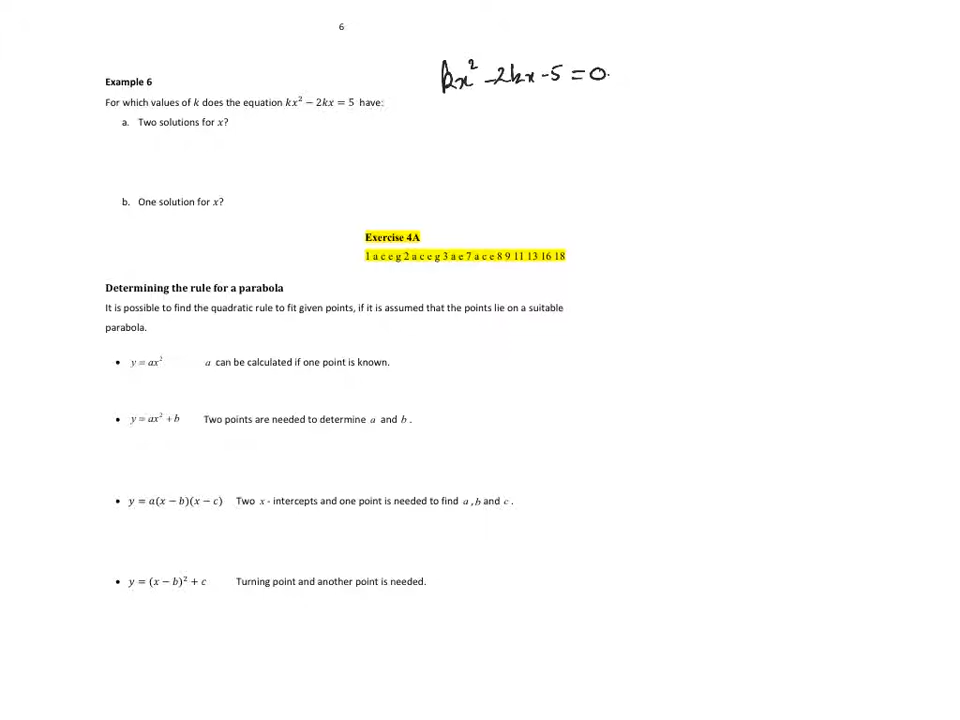 6
kx² - 2kx - 5 = 0.
Example 6
For which values of k does the equation kx² − 2kx = 5 have:
a. Two solutions for x?
b. One solution for x?
Exercise 4A
1 a c e g 2 a c e g 3 a e 7 a c e 8 9 11 13 16 18
Determining the rule for a parabola
It is possible to find the quadratic rule to fit given points, if it is assumed that the points lie on a suitable
parabola.
• y = ax² a can be calculated if one point is known.
• y = ax² + b Two points are needed to determine a and b .
• y = a(x − b)(x − c) Two x - intercepts and one point is needed to find a , b and c .
• y = (x − b)² + c Turning point and another point is needed.